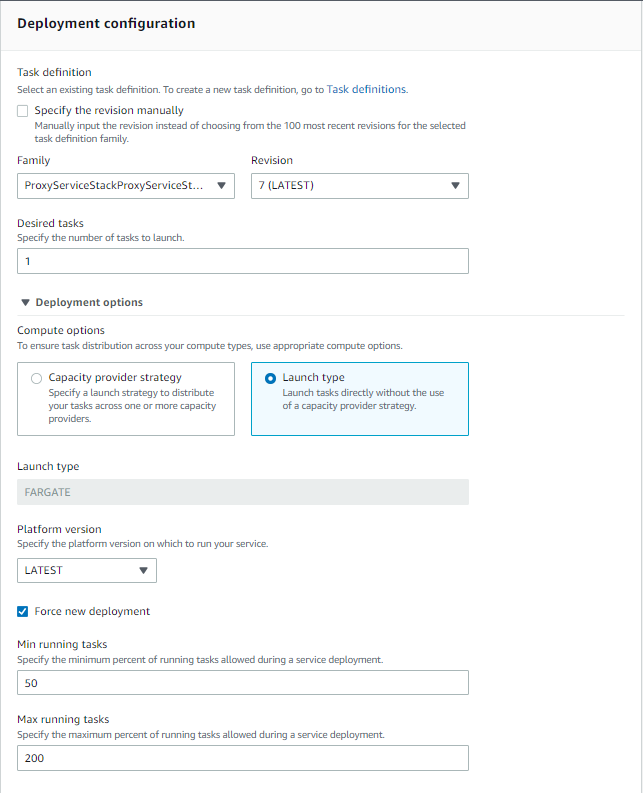 Deployment configuration
Task definition
Select an existing task definition. To create a new task definition, go to Task definitions.
Specify the revision manually
Manually input the revision instead of choosing from the 100 most recent revisions for the selected
task definition family.
Family
Revision
ProxyServiceStackProxyServiceSt...
7 (LATEST)
Desired tasks
Specify the number of tasks to launch.
1
Deployment options
Compute options
To ensure task distribution across your compute types, use appropriate compute options.
Capacity provider strategy
Specify a launch strategy to distribute
your tasks across one or more capacity
providers.
Launch type
Launch tasks directly without the use
of a capacity provider strategy.
Launch type
FARGATE
Platform version
Specify the platform version on which to run your service.
LATEST
Force new deployment
Min running tasks
Specify the minimum percent of running tasks allowed during a service deployment.
50
Max running tasks
Specify the maximum percent of running tasks allowed during a service deployment.
200